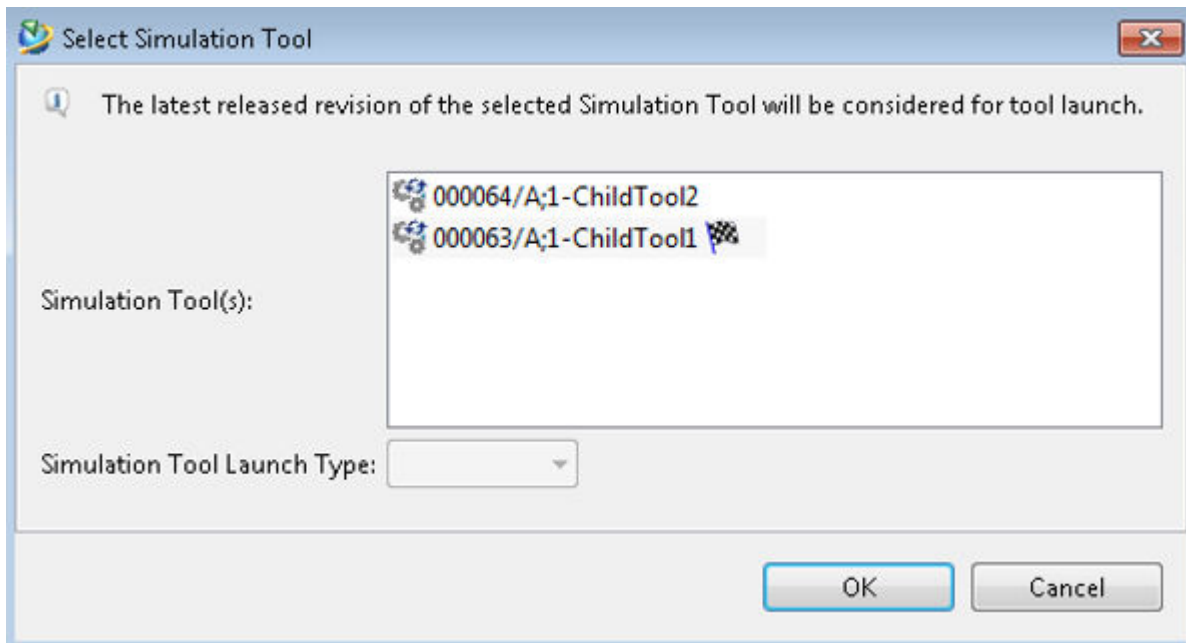 Select Simulation Tool
The latest released revision of the selected Simulation Tool will be considered for tool launch.
000064/A;1-ChildTool2
000063/A;1-ChildTool1
Simulation Tool(s):
Simulation Tool Launch Type:
OK
Cancel